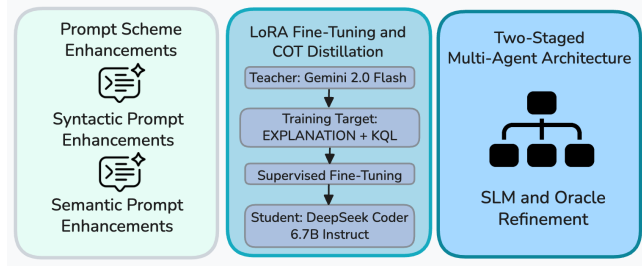 Prompt Scheme
Enhancements
Syntactic Prompt
Enhancements
Semantic Prompt
Enhancements
LoRA Fine-Tuning and
COT Distillation
Teacher: Gemini 2.0 Flash
Training Target:
EXPLANATION + KQL
Supervised Fine-Tuning
Student: DeepSeek Coder
6.7B Instruct
Two-Staged
Multi-Agent Architecture
SLM and Oracle
Refinement